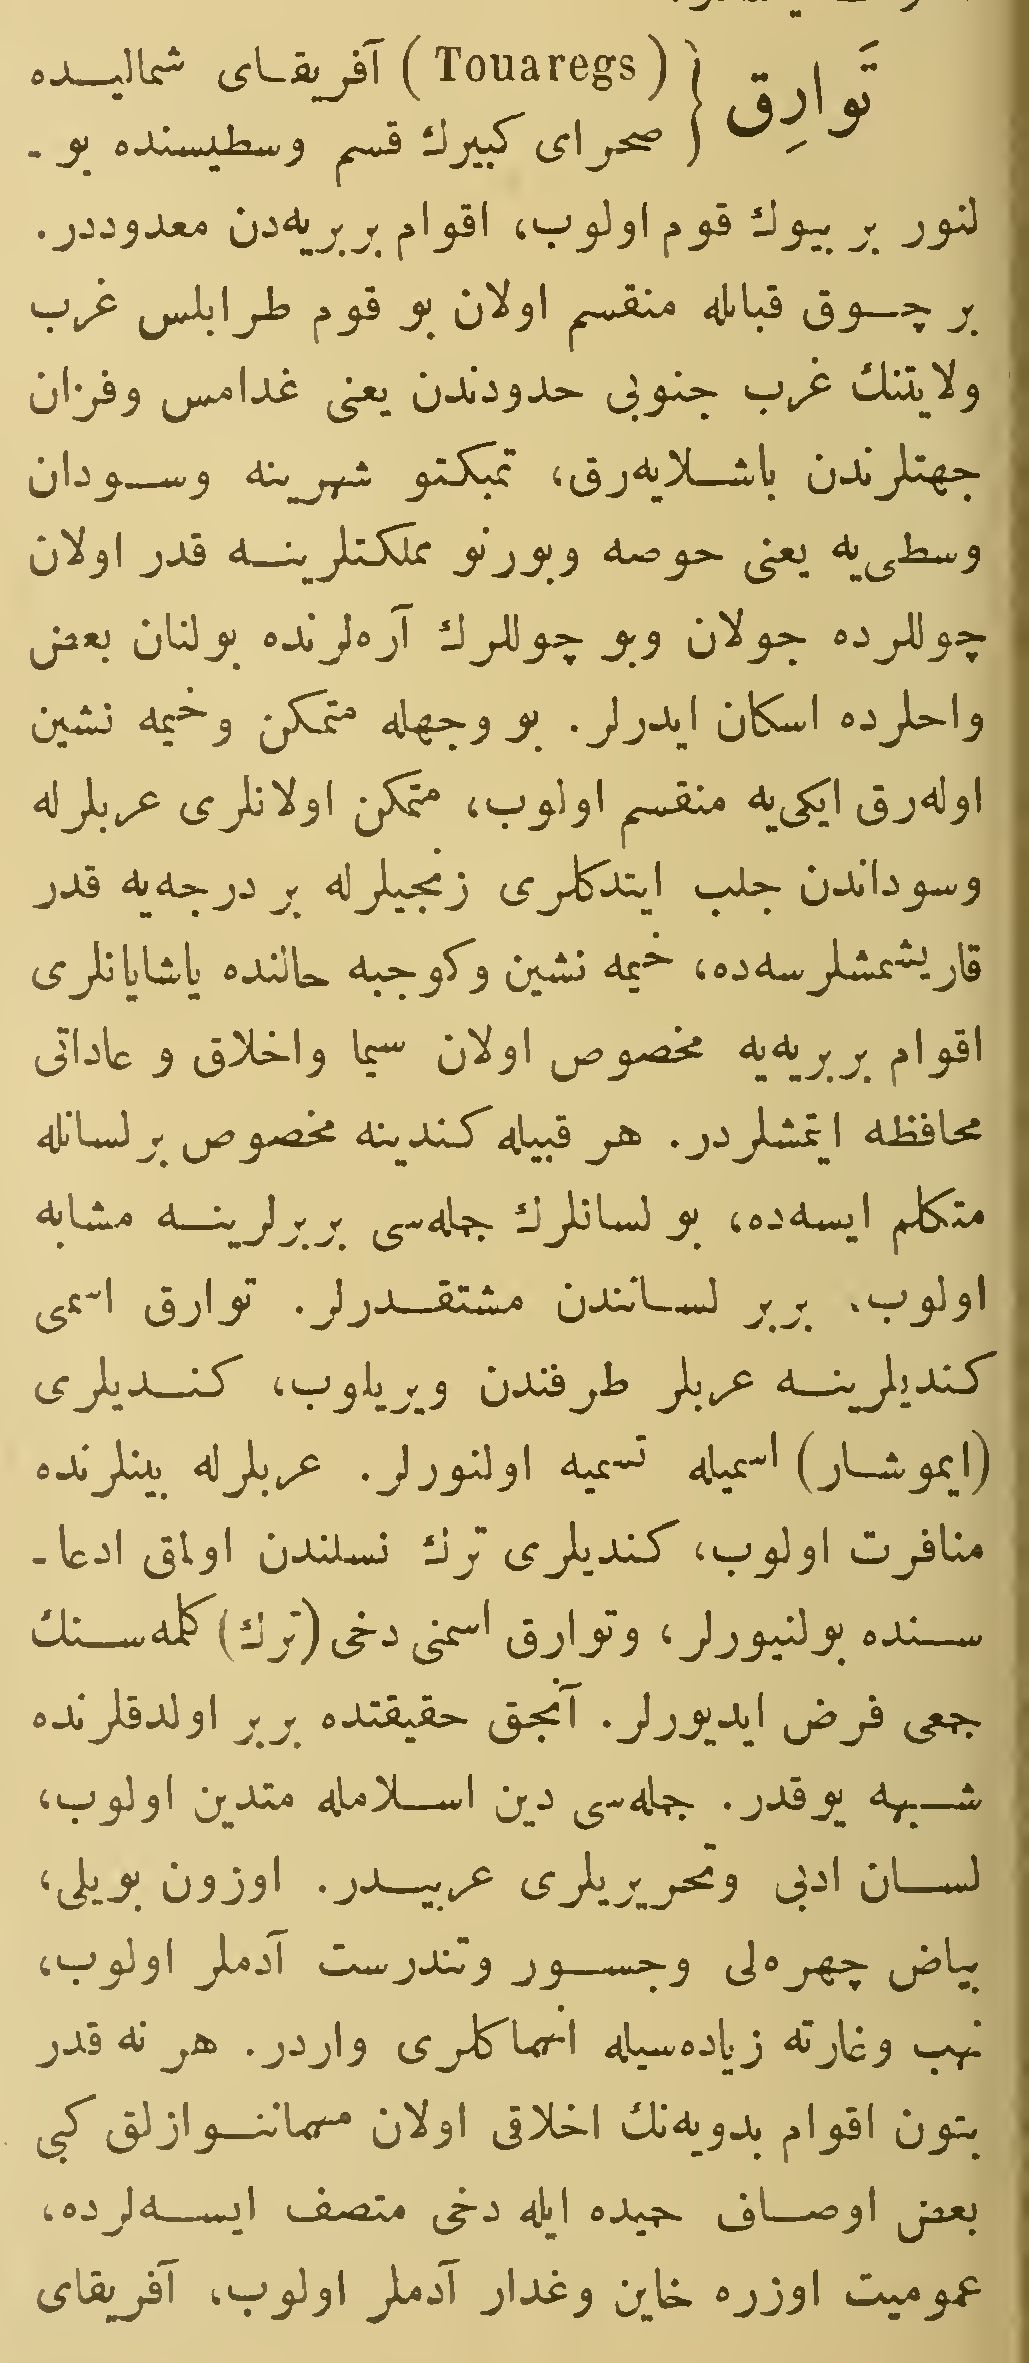 تَوارِق { (Touaregs) آفریقای شمالیده
صحرای كبیرك قسم وسطیسنده بو -
لنور بر بیوك قوم اولوب، اقوام بربریه‌دن معدوددر.
بر چوق قبائله منقسم اولان بو قوم طرابلس غرب
ولایتنك غرب جنوبی حدودندن یعنی غدامس وفزان
جهتلرندن باشلایه‌رق، تمبكتو شهرینه وسودان
وسطی‌یه یعنی حوصه وبورنو مملكتلرینه قدر اولان
چوللرده جولان وبو چوللرك آره‌لرنده بولنان بعض
واحلرده اسكان ایدرلر. بو وجهله متمكن وخیمه نشین
اوله‌رق ایكی‌یه منقسم اولوب، متمكن اولانلری عربلرله
وسوداندن جلب ایتدكلری زنجیلرله بر درجه‌یه قدر
قاریشمشلرسه‌ده، خیمه نشین وكوجبه حالنده یاشایانلری
اقوام بربریه‌یه مخصوص اولان سیما واخلاق و عاداتی
محافظه ایتمشلردر. هر قبیله كندینه مخصوص بر لسانله
متكلم ایسه‌ده، بو لسانلرك جمله‌سی بربرلرینه مشابه
اولوب، بربر لساندن مشتقدرلر. توارق اسمی
كندیلرینه عربلر طرفندن ویریلوب، كندیلری
(ایموشار) اسمیله تسمیه اولنورلر. عربلرله بینلرنده
منافرت اولوب، كندیلری ترك نسلندن اولمق ادعا -
سنده بولنیورلر، وتوارق اسمنی دخی (ترك) كلمه‌سنك
جمعی فرض ایدیورلر. آنجق حقیقتده بربر اولدقلرنده
شبهه یوقدر. جمله‌سی دین اسلامله متدین اولوب،
لسان ادبی وتحریریلری عربیدر. اوزون بویلی،
بیاض چهره‌لی وجسور وتندرست آدملر اولوب،
نهب وغارته زیاده‌سیله انهماكلری واردر. هر نه قدر
بتون اقوام بدویه‌نك اخلاقی اولان مهماننوازلق كبی
بعض اوصاف حمیده ایله دخی متصف ایسه‌لرده،
عمومیت اوزره خاین وغدار آدملر اولوب، آفریقای